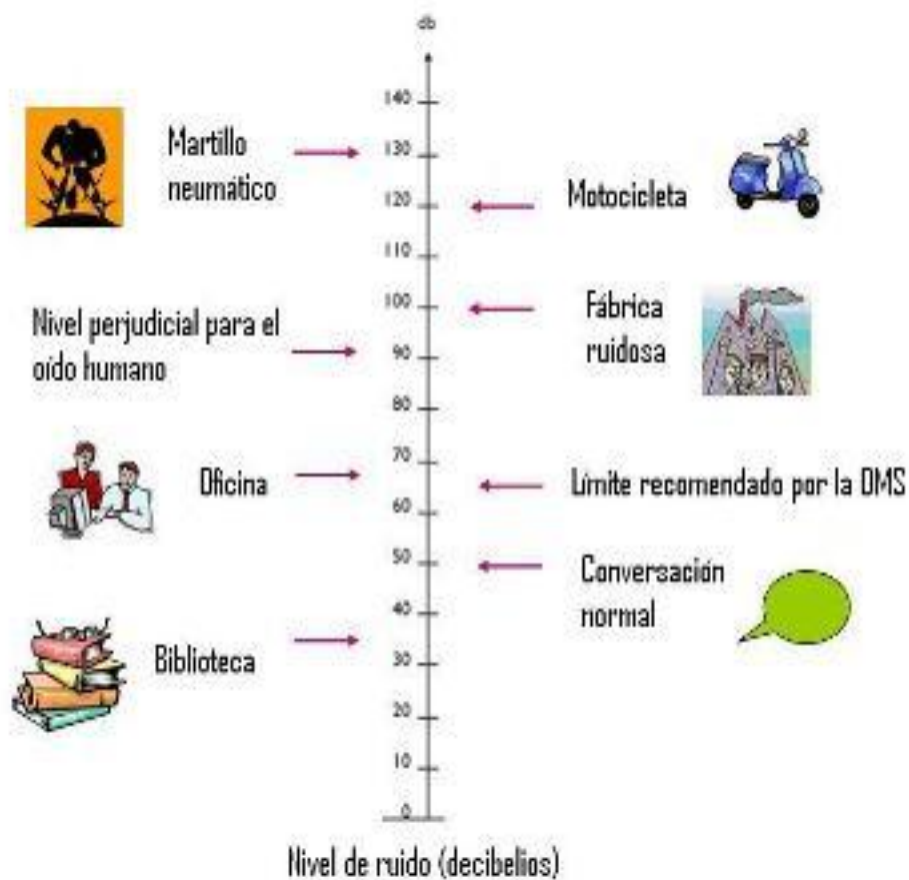 db
140
Martillo
neumático
130
Motocicleta
120
110
Fábrica
ruidosa
100
Nivel perjudicial para el
oído humano
90
80
70
Oficina
Límite recomendado por la OMS
60
50
Conversación
normal
40
Biblioteca
30
20
10
0
Nivel de ruido (decibelios)